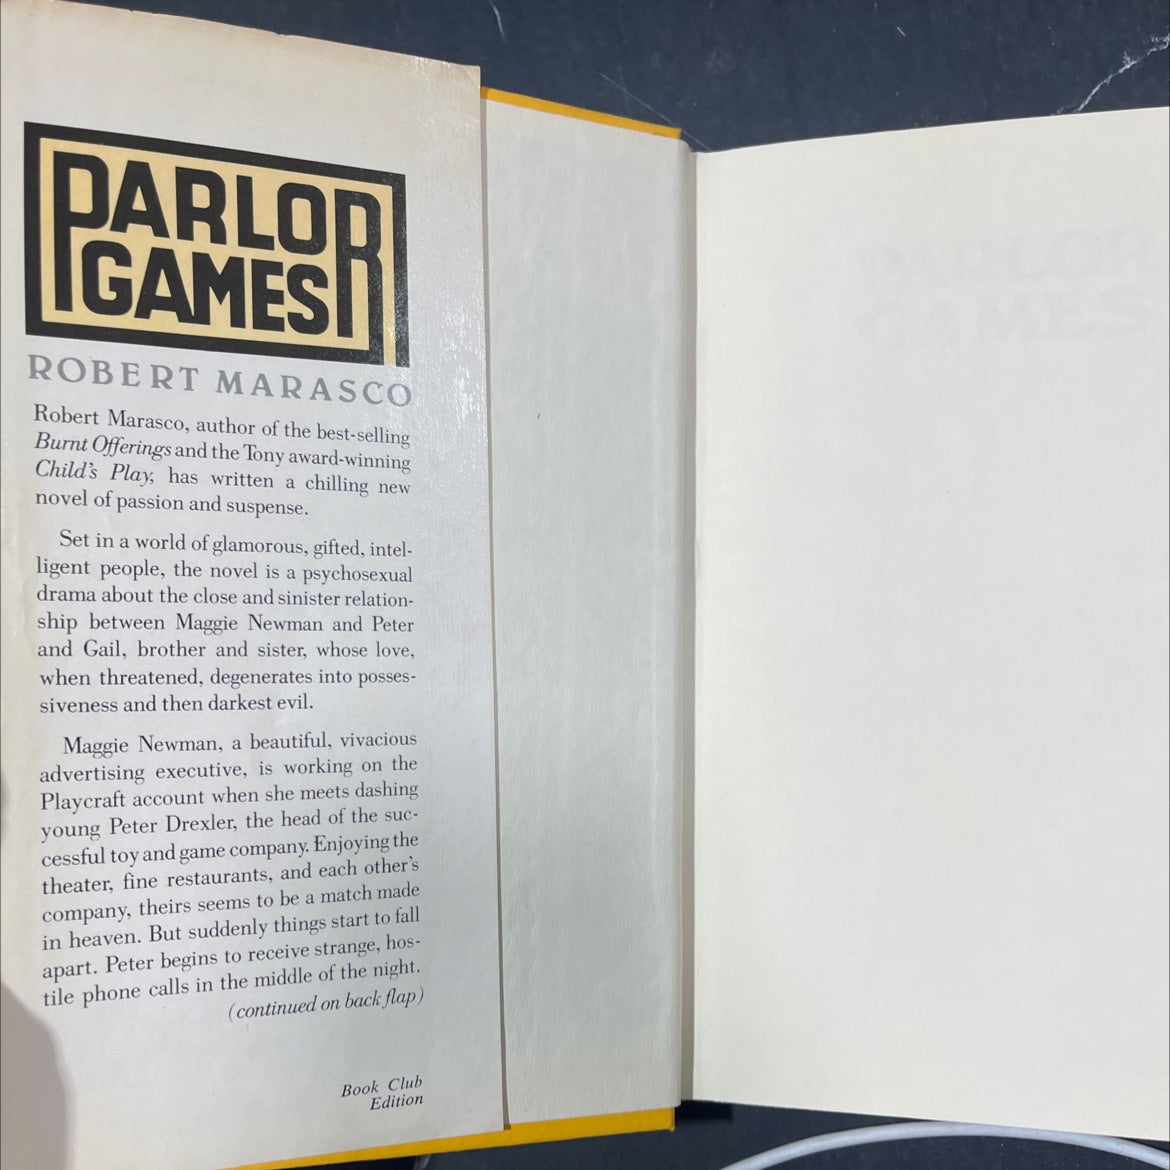 PARLOR
GAMES
ROBERT MARASCO
Robert Marasco, author of the best-selling
Burnt Offerings and the Tony award-winning
Child's Play, has written a chilling new
novel of passion and suspense.
Set in a world of glamorous, gifted, intel-
ligent people, the novel is a psychosexual
drama about the close and sinister relation-
ship between Maggie Newman and Peter
and Gail, brother and sister, whose love,
when threatened, degenerates into posses-
siveness and then darkest evil.
Maggie Newman, a beautiful, vivacious
advertising executive, is working on the
Playcraft account when she meets dashing
young Peter Drexler, the head of the suc-
cessful toy and game company. Enjoying the
theater, fine restaurants, and each other's
company, theirs seems to be a match made
in heaven. But suddenly things start to fall
apart. Peter begins to receive strange, hos-
tile phone calls in the middle of the night.
(continued on back flap)
Book Club
Edition
PARLOR
GAMES